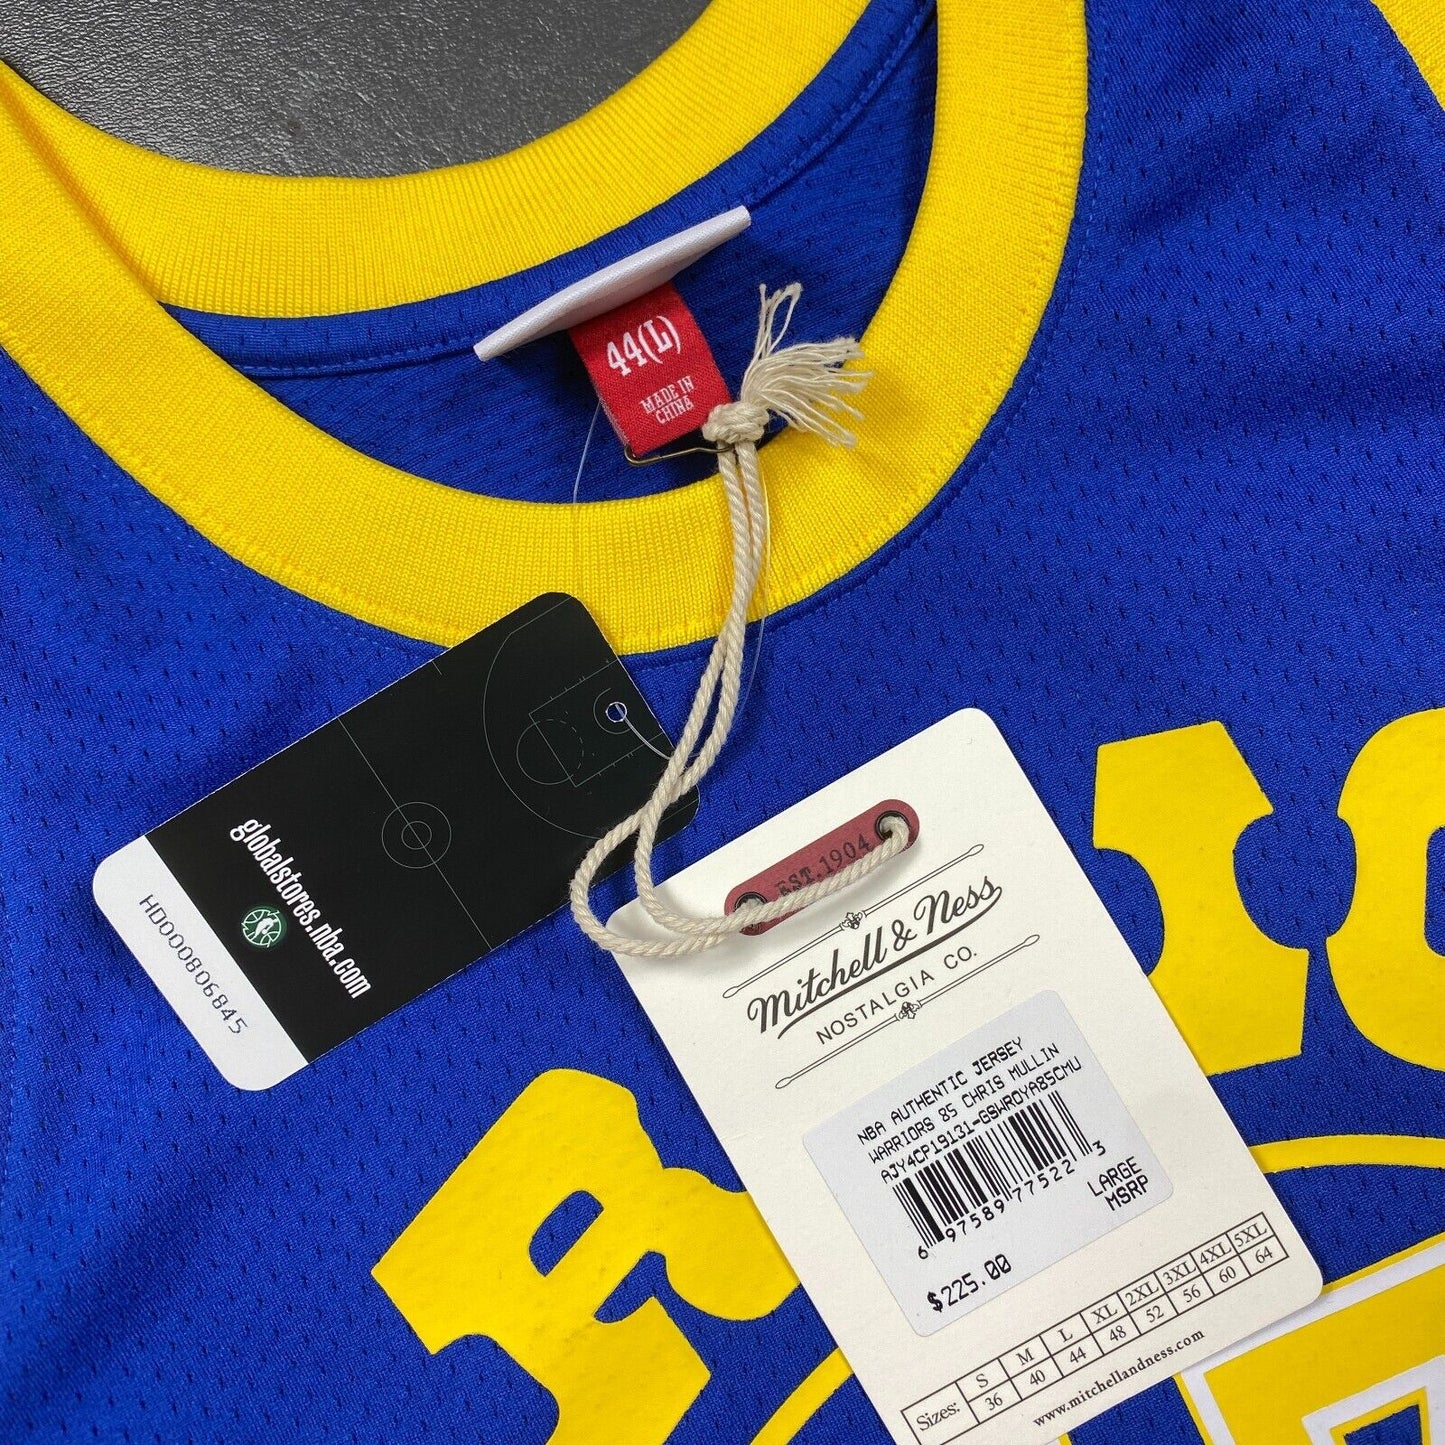 44(L)
MADE IN
CHINA
globalstores.nba.com
HD000806845
EST. 1904
Mitchell & Ness
NOSTALGIA CO.
NBA AUTHENTIC JERSEY
WARRIORS 85 CHRIS MULLIN
AJY4CP19131-GSWROYA85CMU
6 97589 77522 3
LARGE
MSRP
$225.00
Sizes: S M L XL 2XL 3XL 4XL 5XL
36 40 44 48 52 56 60 64
www.mitchellandness.com